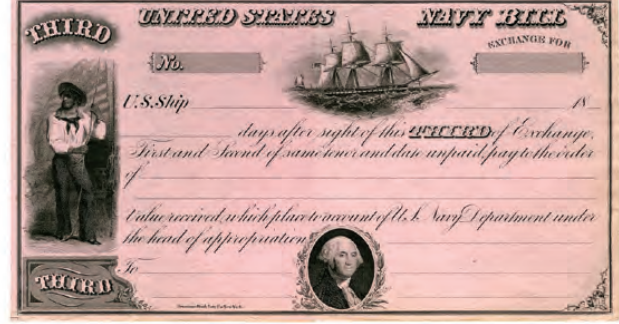 THIRD
UNITED STATES NAVY BILL
EXCHANGE FOR
No.
U.S. Ship 18
days after sight of this THIRD of Exchange,
First and Second of same tenor and date unpaid, pay to the order
of
Value received, which place to account of U.S. Navy Department under
the head of appropriation
To
THIRD